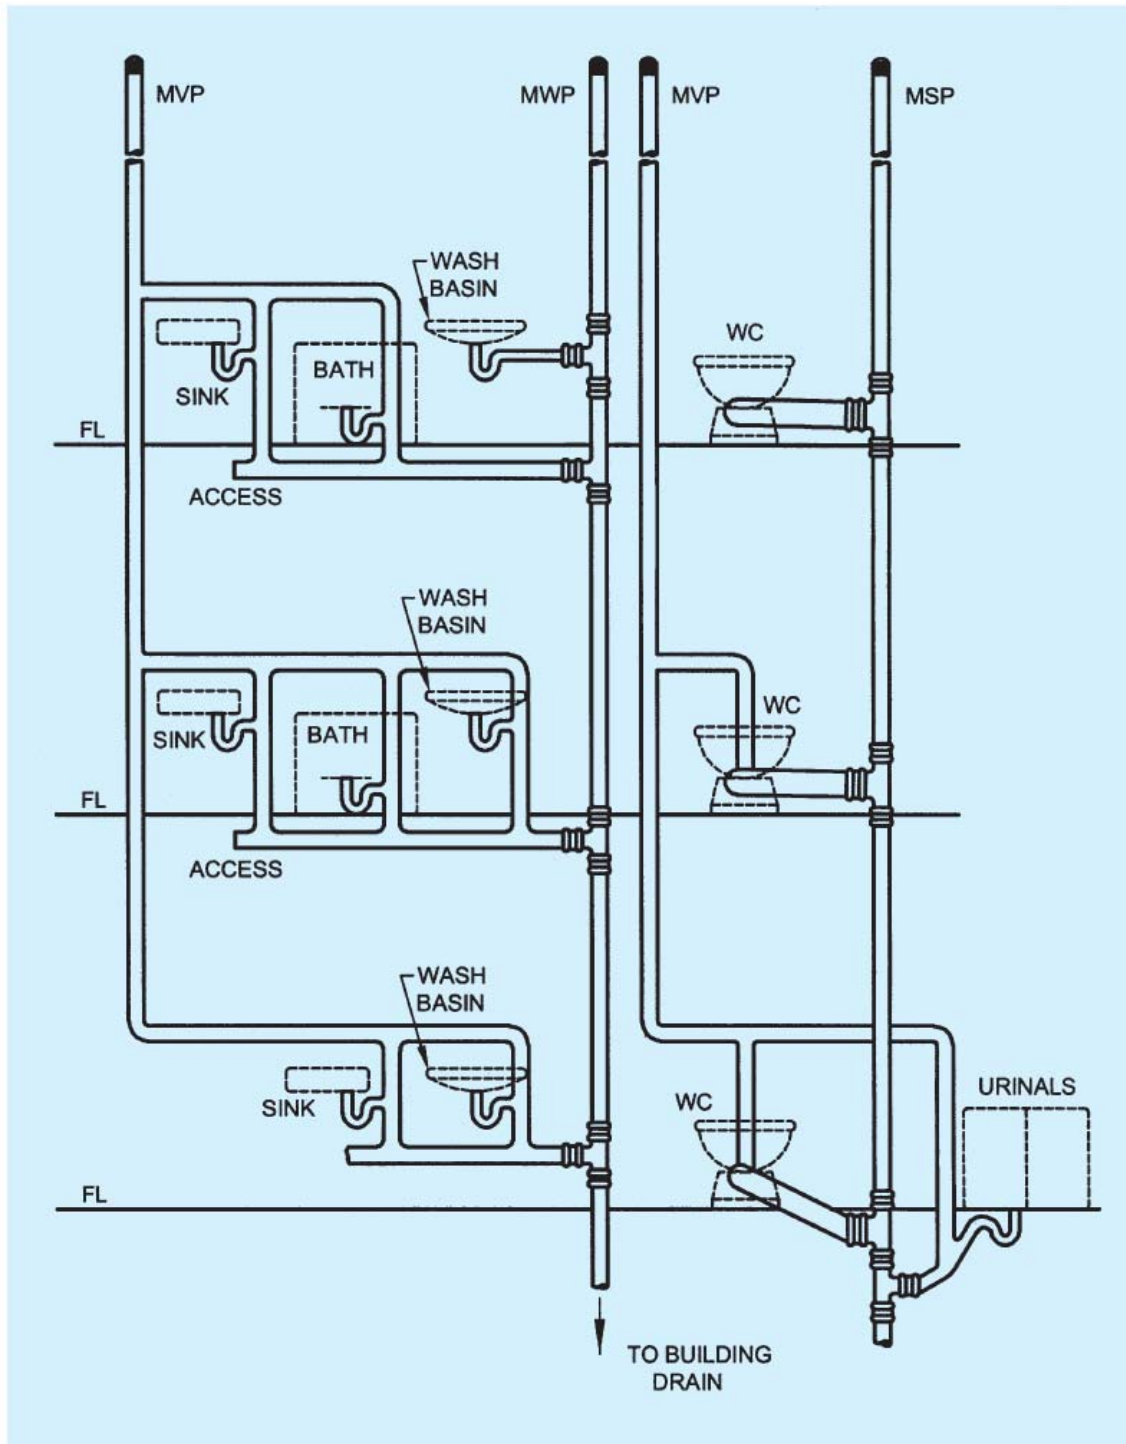 MVP
MWP
MVP
MSP
WASH
BASIN
WC
BATH
SINK
FL
ACCESS
WASH
BASIN
WC
SINK
BATH
FL
ACCESS
WASH
BASIN
URINALS
SINK
WC
FL
TO BUILDING
DRAIN